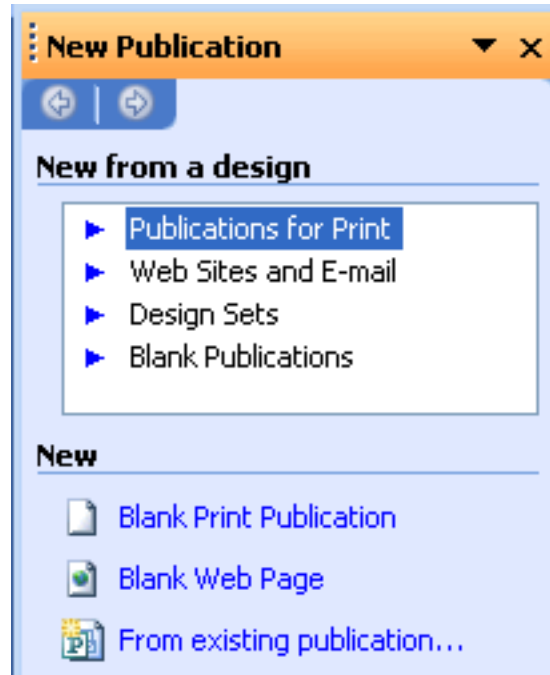 New Publication
New from a design
Publications for Print
Web Sites and E-mail
Design Sets
Blank Publications
New
Blank Print Publication
Blank Web Page
From existing publication...